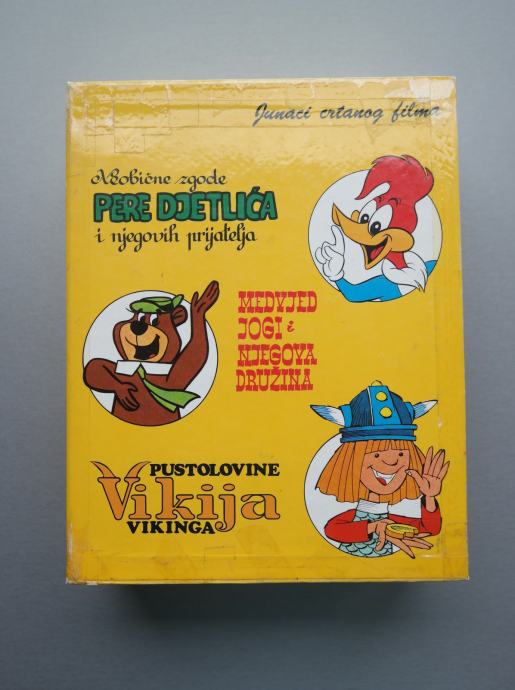 Junaci crtanog filma
Neobične zgode
PERE DJETLIĆA
i njegovih prijatelja
MEDVJED
JOGI i
NJEGOVA
DRUŽINA
PUSTOLOVINE
Vikija
VIKINGA